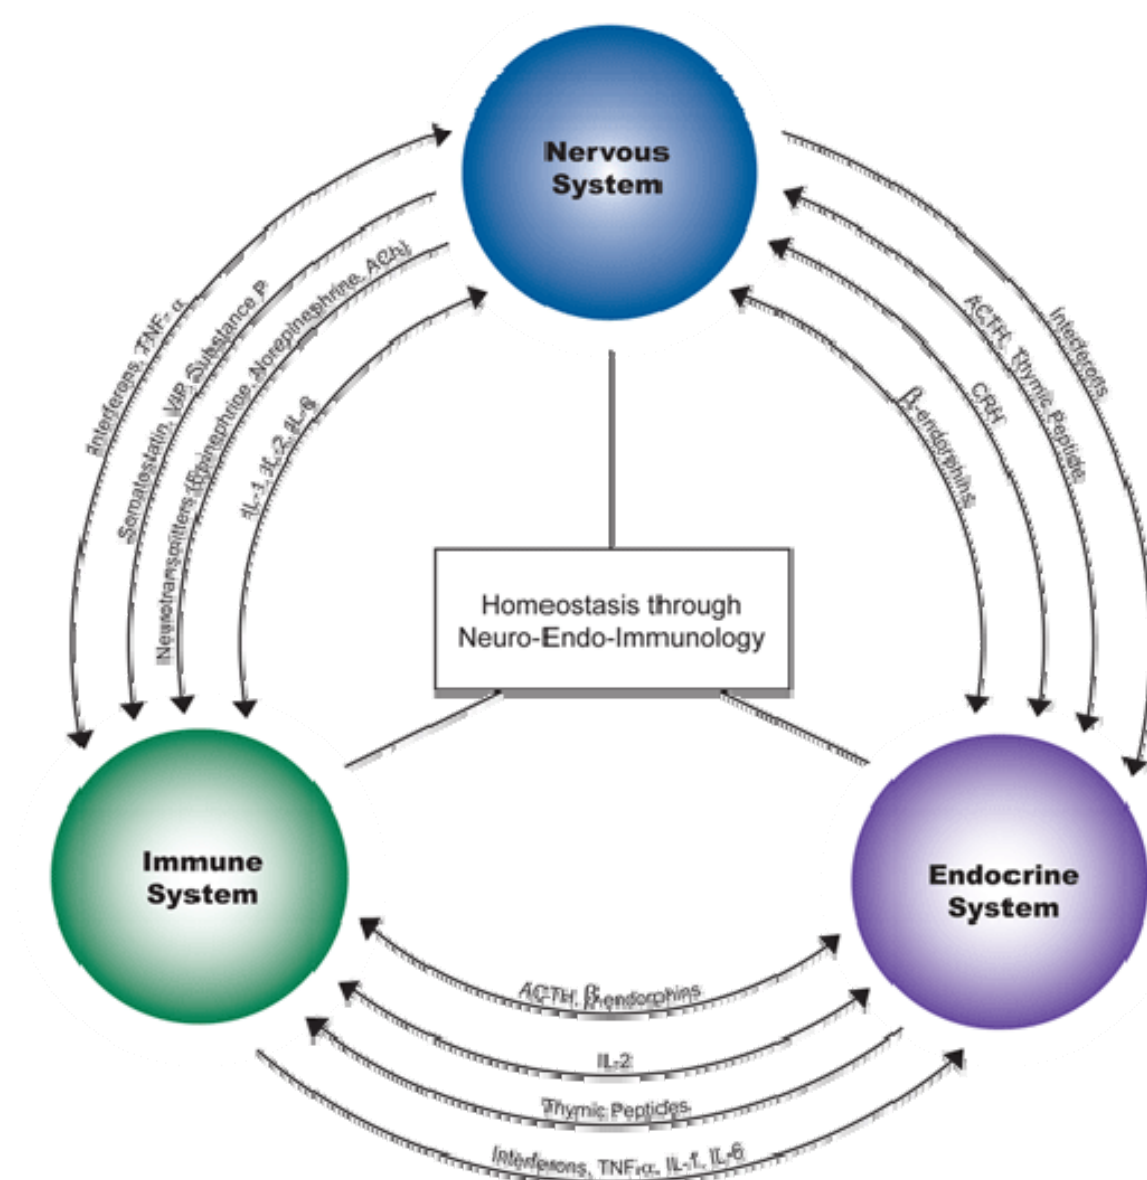 Nervous
System
Interferons, TNF- α
Somatostatin, VIP, Substance P
Neurotransmitters (Epinephrine, Norepinephrine, ACh)
IL-1, IL-2, IL-6
Interferons
ACTH, Thymic Peptide
CRH
β-endorphins
Homeostasis through
Neuro-Endo-Immunology
Immune
System
Endocrine
System
ACTH, β-endorphins
IL-2
Thymic Peptides
Interferons, TNF-α, IL-1, IL-6